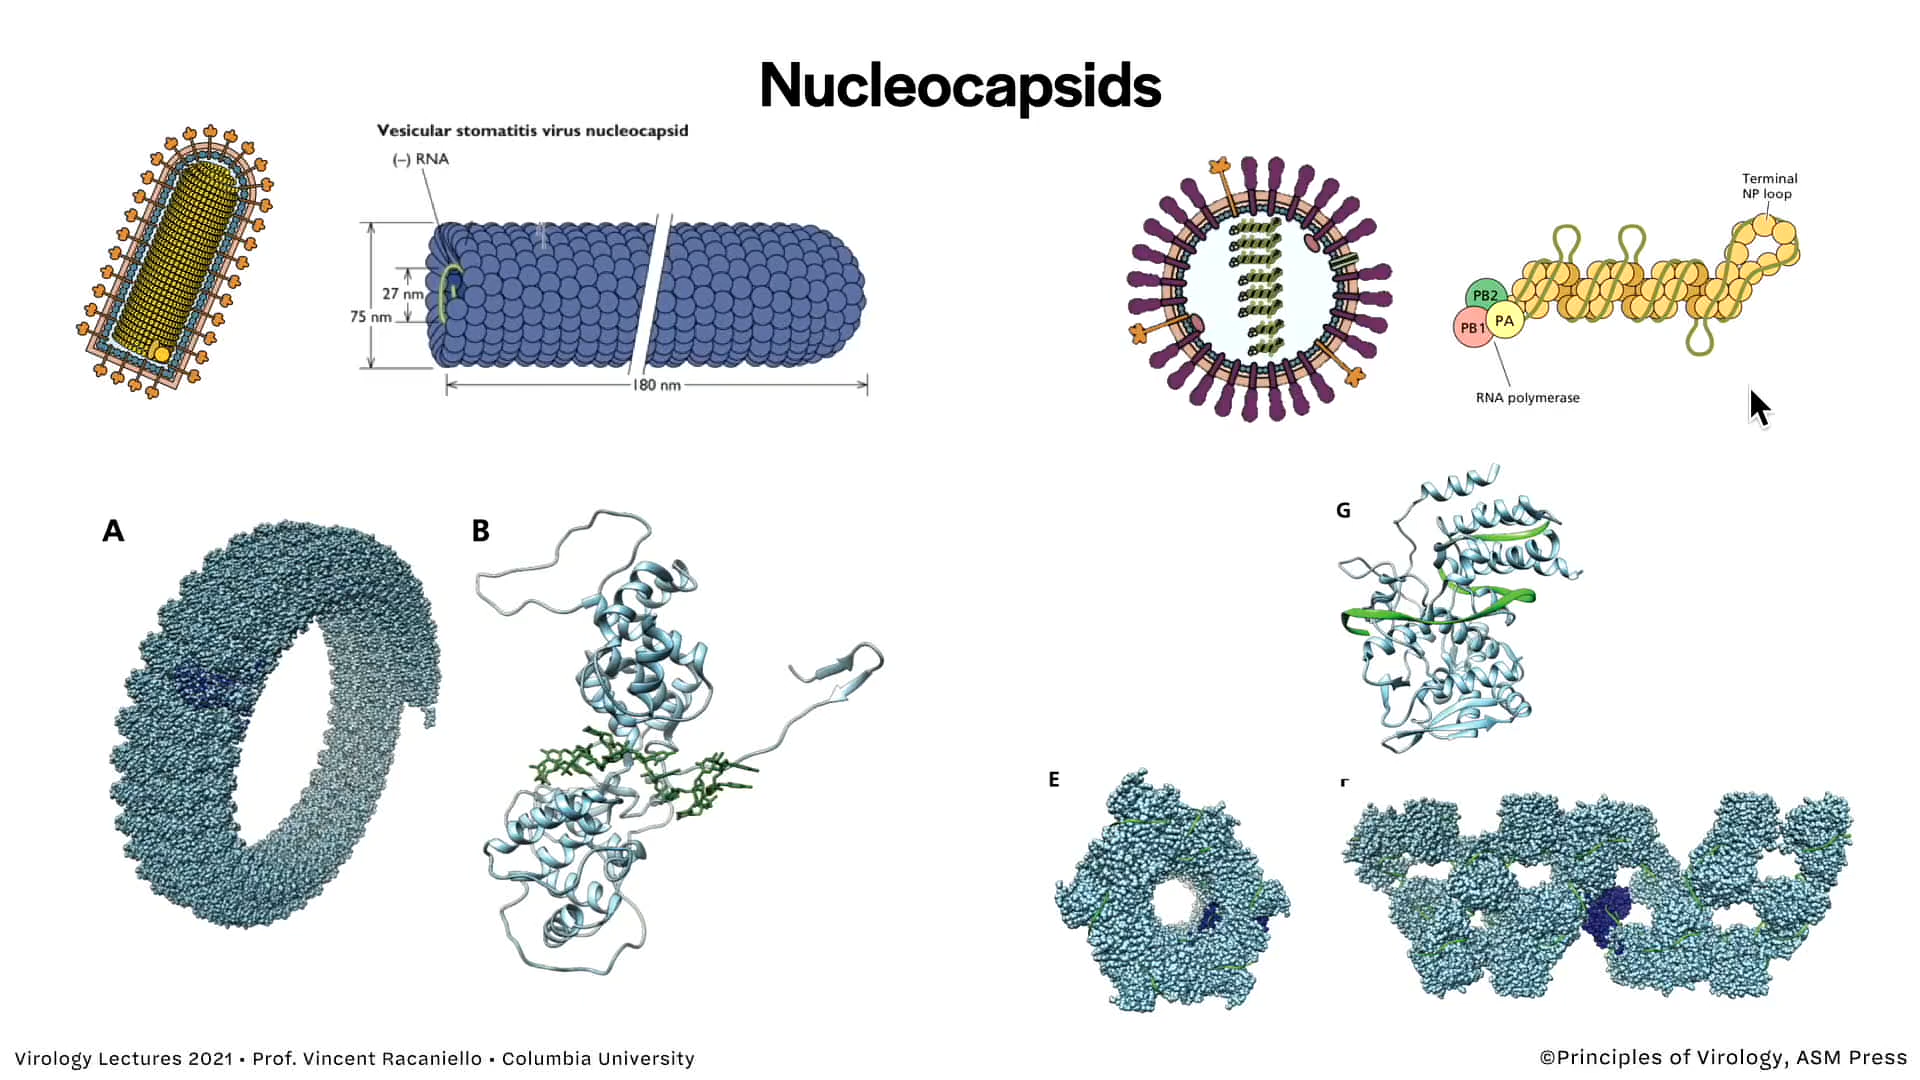 Nucleocapsids
Vesicular stomatitis virus nucleocapsid
(–) RNA
27 nm
75 nm
180 nm
Terminal
NP loop
PB2
PB1
PA
RNA polymerase
A
B
G
E
Virology Lectures 2021 • Prof. Vincent Racaniello • Columbia University
©Principles of Virology, ASM Press